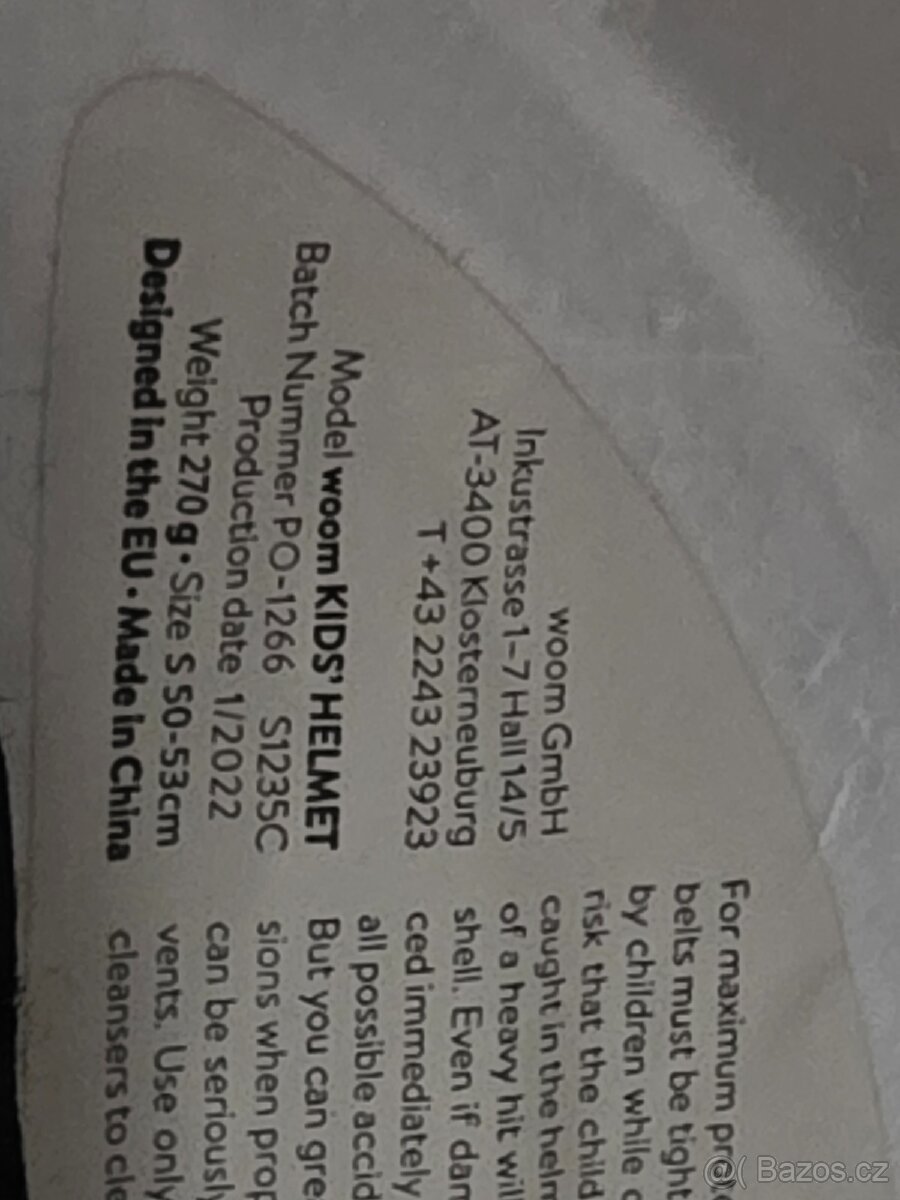 woom GmbH
Inkustrasse 1–7 Hall 14/5
AT-3400 Klosterneuburg
T +43 2243 23923
Model woom KIDS' HELMET
Batch Nummer PO-1266 S1235C
Production date 1/2022
Weight 270 g • Size S 50-53cm
Designed in the EU • Made in China
For maximum
belts must be tight
by children while
risk that the child
caught in the helm
of a heavy hit wil
shell. Even if dam
ced immediately
all possible accid
But you can gre
sions when prop
can be seriously
vents. Use only
cleansers to cle
@( Bazos.cz